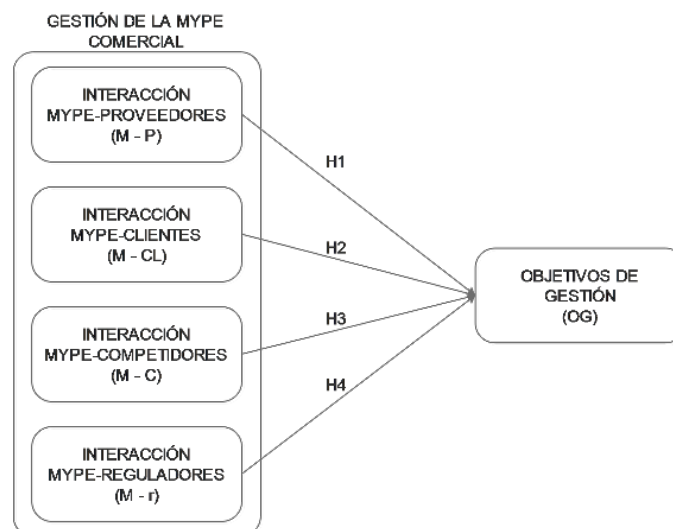 GESTIÓN DE LA MYPE
COMERCIAL
INTERACCIÓN
MYPE-PROVEEDORES
(M - P)
H1
INTERACCIÓN
MYPE-CLIENTES
(M - CL)
H2
OBJETIVOS DE
GESTIÓN
(OG)
INTERACCIÓN
MYPE-COMPETIDORES
(M - C)
H3
H4
INTERACCIÓN
MYPE-REGULADORES
(M - r)